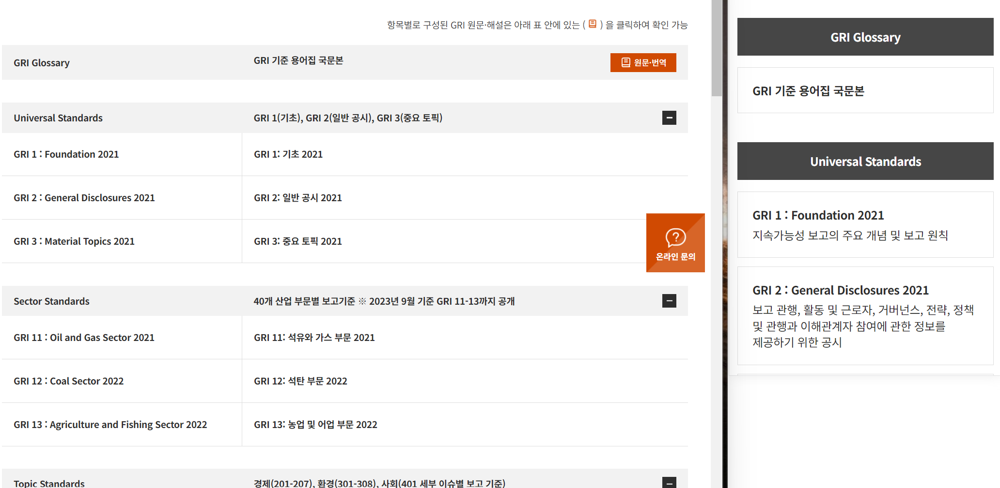 항목별로 구성된 GRI 원문·해설은 아래 표 안에 있는 ( ) 을 클릭하여 확인 가능
GRI Glossary
GRI 기준 용어집 국문본
원문·번역
Universal Standards
GRI 1(기초), GRI 2(일반 공시), GRI 3(중요 토픽)
GRI 1 : Foundation 2021
GRI 1: 기초 2021
GRI 2 : General Disclosures 2021
GRI 2: 일반 공시 2021
GRI 3 : Material Topics 2021
GRI 3: 중요 토픽 2021
온라인 문의
Sector Standards
40개 산업 부문별 보고기준 ※ 2023년 9월 기준 GRI 11-13까지 공개
GRI 11 : Oil and Gas Sector 2021
GRI 11: 석유와 가스 부문 2021
GRI 12 : Coal Sector 2022
GRI 12: 석탄 부문 2022
GRI 13 : Agriculture and Fishing Sector 2022
GRI 13: 농업 및 어업 부문 2022
Topic Standards
경제(201-207), 환경(301-308), 사회(401 세부 이슈별 보고 기준)
GRI Glossary
GRI 기준 용어집 국문본
Universal Standards
GRI 1 : Foundation 2021
지속가능성 보고의 주요 개념 및 보고 원칙
GRI 2 : General Disclosures 2021
보고 관행, 활동 및 근로자, 거버넌스, 전략, 정책
및 관행과 이해관계자 참여에 관한 정보를
제공하기 위한 공시